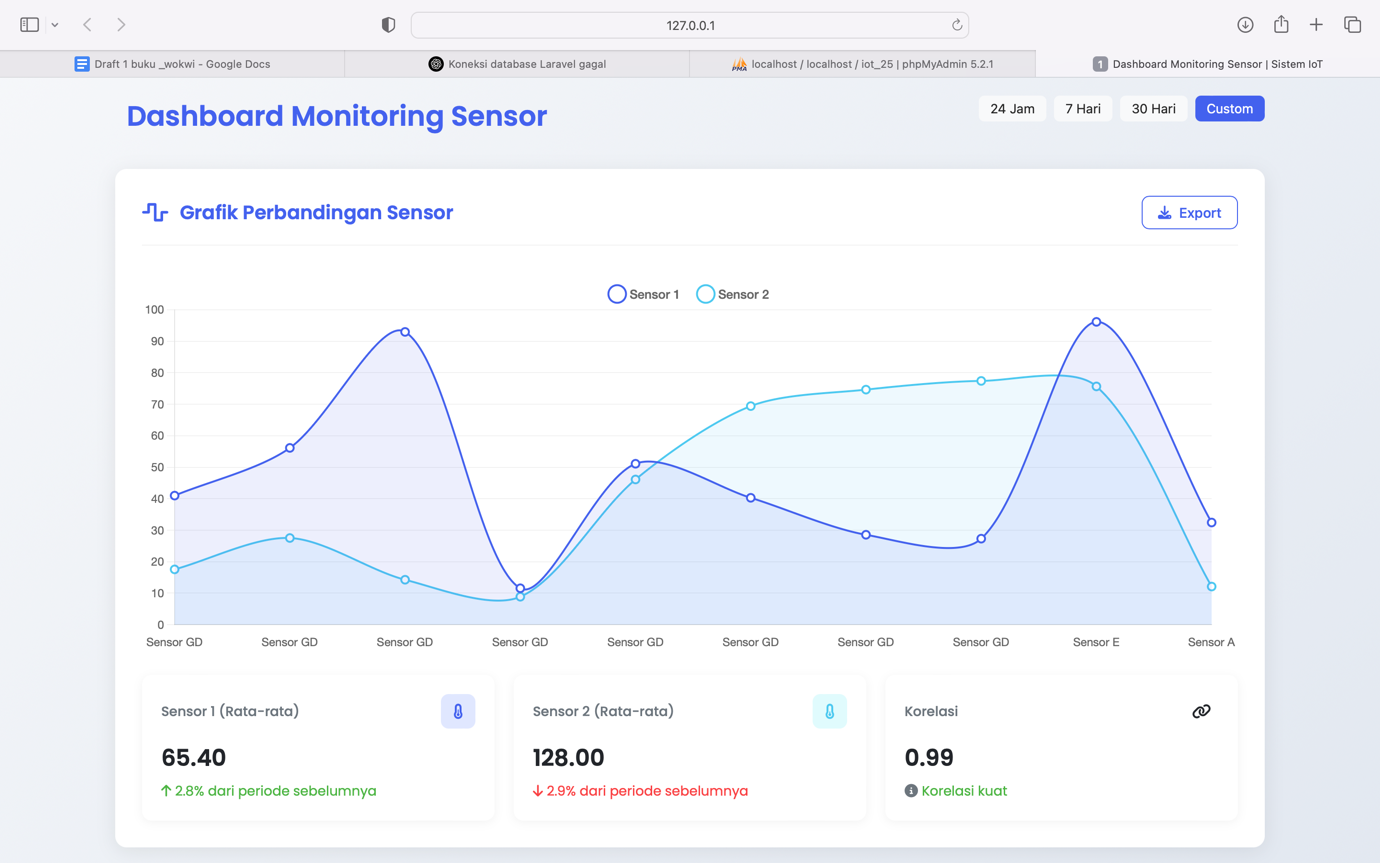 127.0.0.1
Draft 1 buku _wokwi - Google Docs
Koneksi database Laravel gagal
PMA localhost / localhost / iot_25 | phpMyAdmin 5.2.1
1 Dashboard Monitoring Sensor | Sistem IoT
Dashboard Monitoring Sensor
24 Jam 7 Hari 30 Hari Custom
Grafik Perbandingan Sensor
Export
Sensor 1 Sensor 2
100
90
80
70
60
50
40
30
20
10
0
Sensor GD Sensor GD Sensor GD Sensor GD Sensor GD Sensor GD Sensor GD Sensor GD Sensor E Sensor A
Sensor 1 (Rata-rata)
65.40
2.8% dari periode sebelumnya
Sensor 2 (Rata-rata)
128.00
2.9% dari periode sebelumnya
Korelasi
0.99
Korelasi kuat